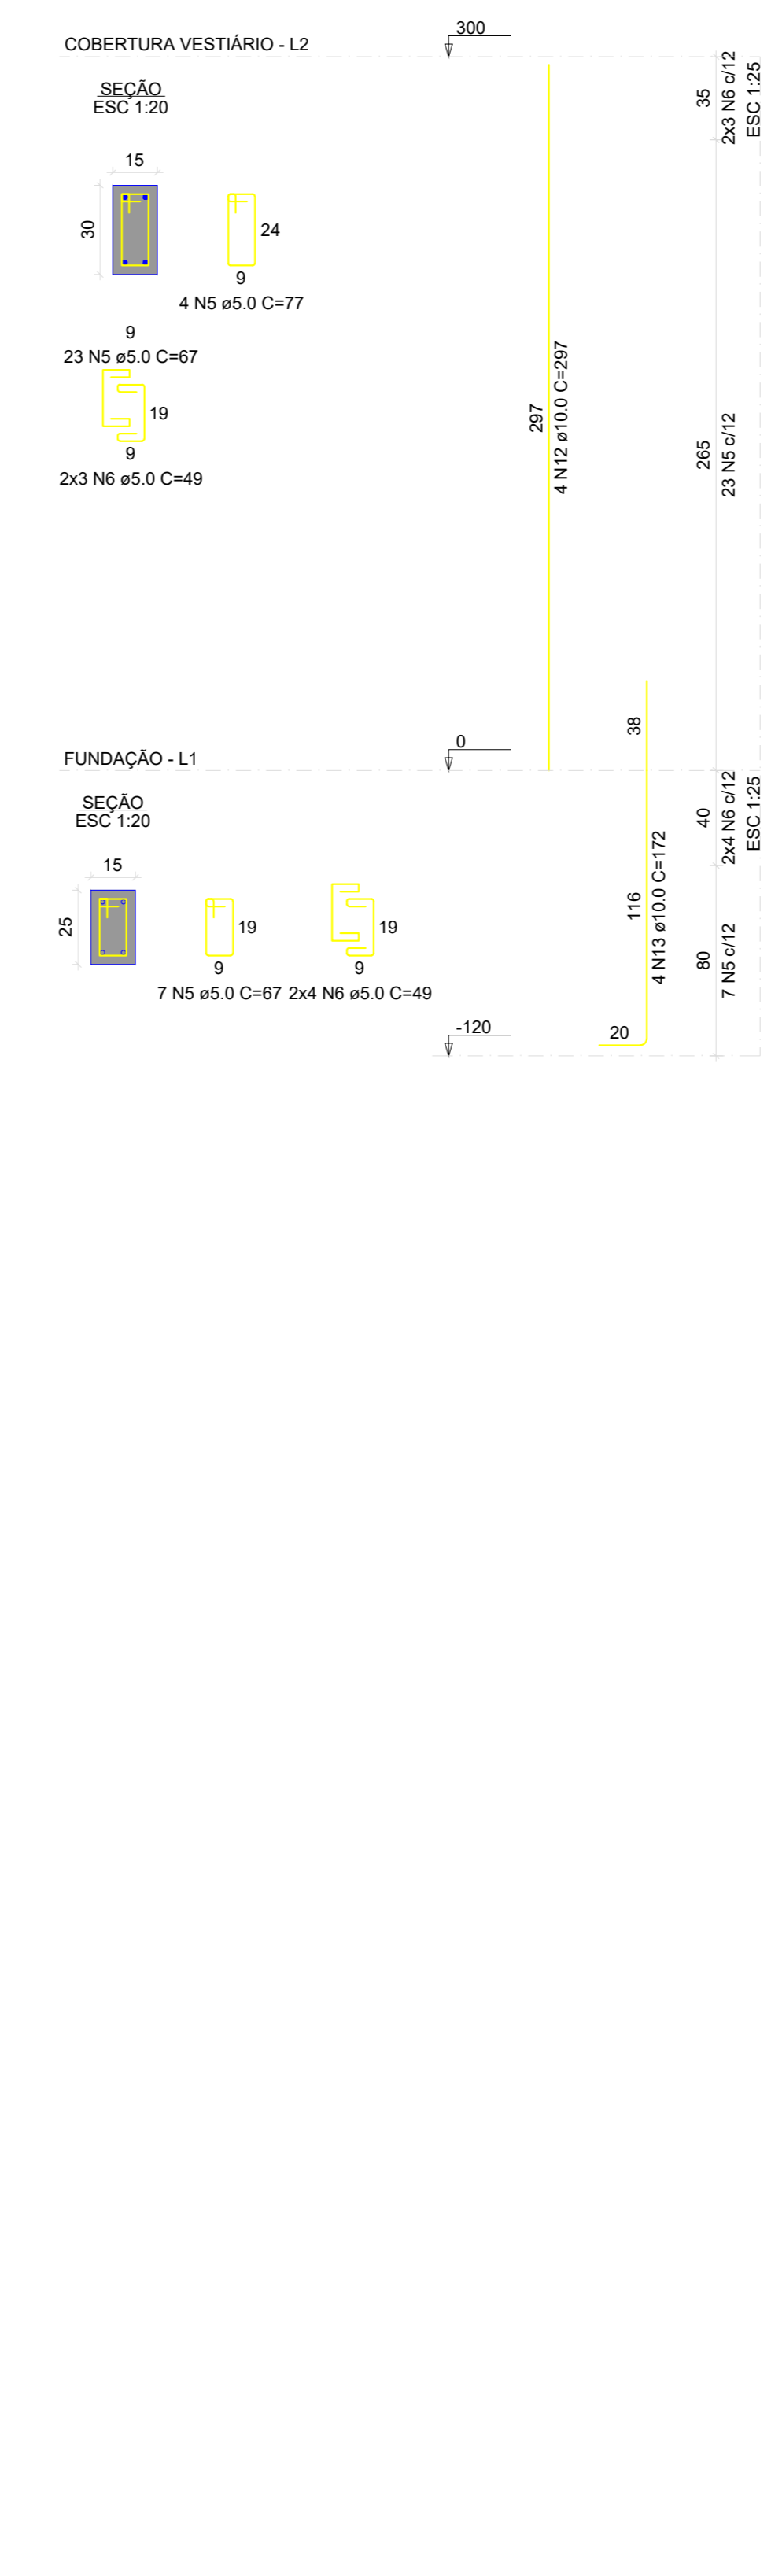 COBERTURA VESTIÁRIO - L2
300
SEÇÃO
ESC 1:20
15
30
24
9
4 N5 ø5.0 C=77
9
23 N5 ø5.0 C=67
19
9
2x3 N6 ø5.0 C=49
297
4 N12 ø10.0 C=297
35
2x3 N6 c/12
ESC 1:25
265
23 N5 c/12
FUNDAÇÃO - L1
0
SEÇÃO
ESC 1:20
15
25
19
9
7 N5 ø5.0 C=67
19
9
2x4 N6 ø5.0 C=49
38
116
4 N13 ø10.0 C=172
20
40
2x4 N6 c/12
ESC 1:25
80
7 N5 c/12
-120